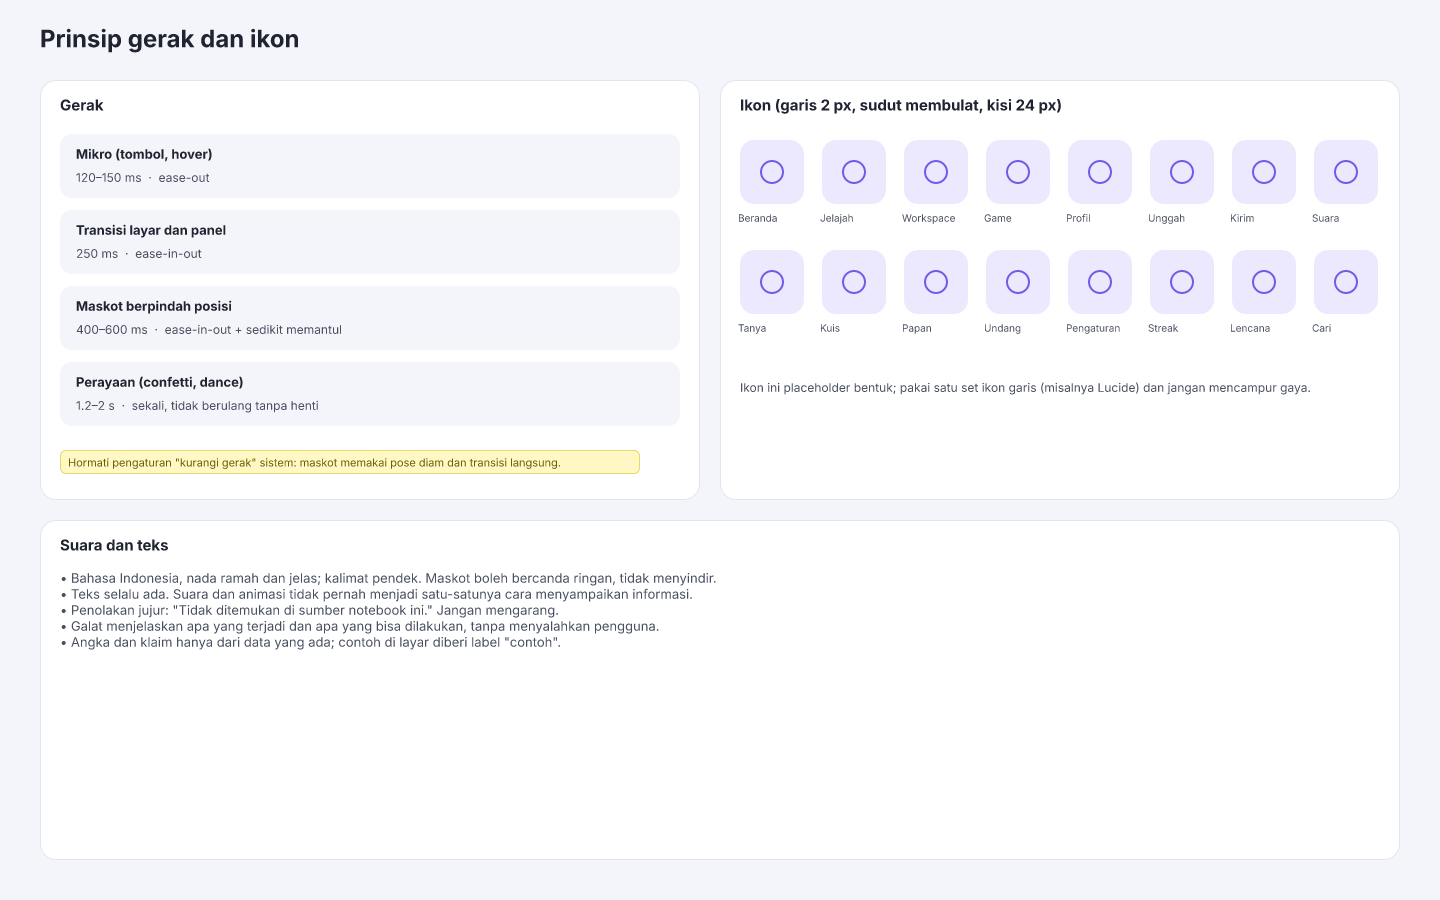 Prinsip gerak dan ikon
Gerak
Mikro (tombol, hover)
120–150 ms · ease-out
Transisi layar dan panel
250 ms · ease-in-out
Maskot berpindah posisi
400–600 ms · ease-in-out + sedikit memantul
Perayaan (confetti, dance)
1.2–2 s · sekali, tidak berulang tanpa henti
Hormati pengaturan "kurangi gerak" sistem: maskot memakai pose diam dan transisi langsung.
Ikon (garis 2 px, sudut membulat, kisi 24 px)
Beranda Jelajah Workspace Game Profil Unggah Kirim Suara
Tanya Kuis Papan Undang Pengaturan Streak Lencana Cari
Ikon ini placeholder bentuk; pakai satu set ikon garis (misalnya Lucide) dan jangan mencampur gaya.
Suara dan teks
• Bahasa Indonesia, nada ramah dan jelas; kalimat pendek. Maskot boleh bercanda ringan, tidak menyindir.
• Teks selalu ada. Suara dan animasi tidak pernah menjadi satu-satunya cara menyampaikan informasi.
• Penolakan jujur: "Tidak ditemukan di sumber notebook ini." Jangan mengarang.
• Galat menjelaskan apa yang terjadi dan apa yang bisa dilakukan, tanpa menyalahkan pengguna.
• Angka dan klaim hanya dari data yang ada; contoh di layar diberi label "contoh".